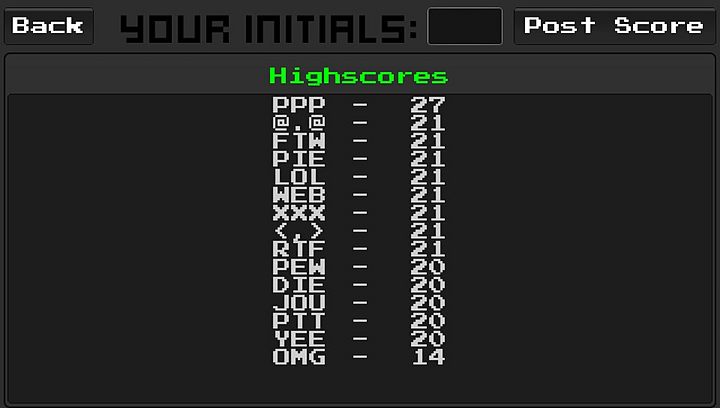 Back YOUR INITIALS: Post Score
Highscores
PPP - 27
@.@ - 21
FTW - 21
PIE - 21
LOL - 21
WEB - 21
XXX - 21
<,> - 21
RTF - 21
PEW - 20
DIE - 20
JOU - 20
PTT - 20
YEE - 20
OMG - 14